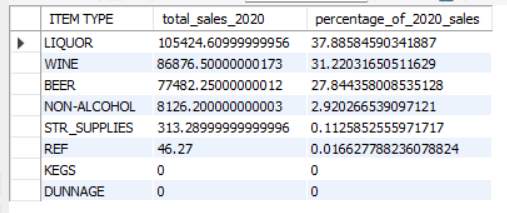 ITEM TYPE total_sales_2020 percentage_of_2020_sales
LIQUOR 105424.60999999956 37.88584590341887
WINE 86876.50000000173 31.22031650511629
BEER 77482.25000000012 27.844358008535128
NON-ALCOHOL 8126.200000000003 2.920266539097121
STR_SUPPLIES 313.28999999999996 0.1125852555971717
REF 46.27 0.016627788236078824
KEGS 0 0
DUNNAGE 0 0